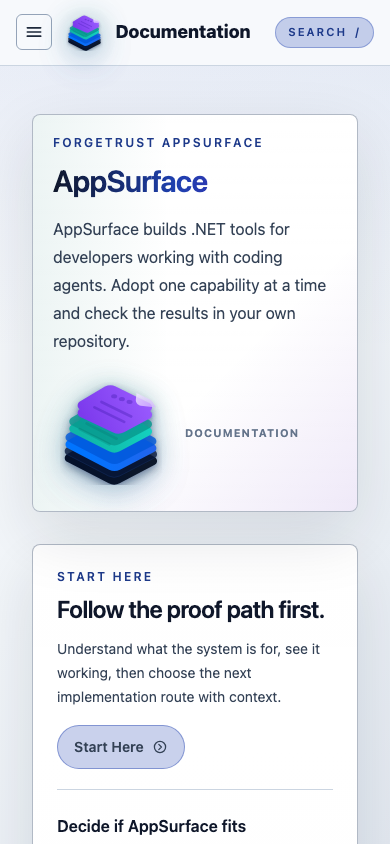 Documentation
SEARCH /
FORGETRUST APPSURFACE
AppSurface
AppSurface builds .NET tools for
developers working with coding
agents. Adopt one capability at a time
and check the results in your own
repository.
DOCUMENTATION
START HERE
Follow the proof path first.
Understand what the system is for, see it
working, then choose the next
implementation route with context.
Start Here
Decide if AppSurface fits